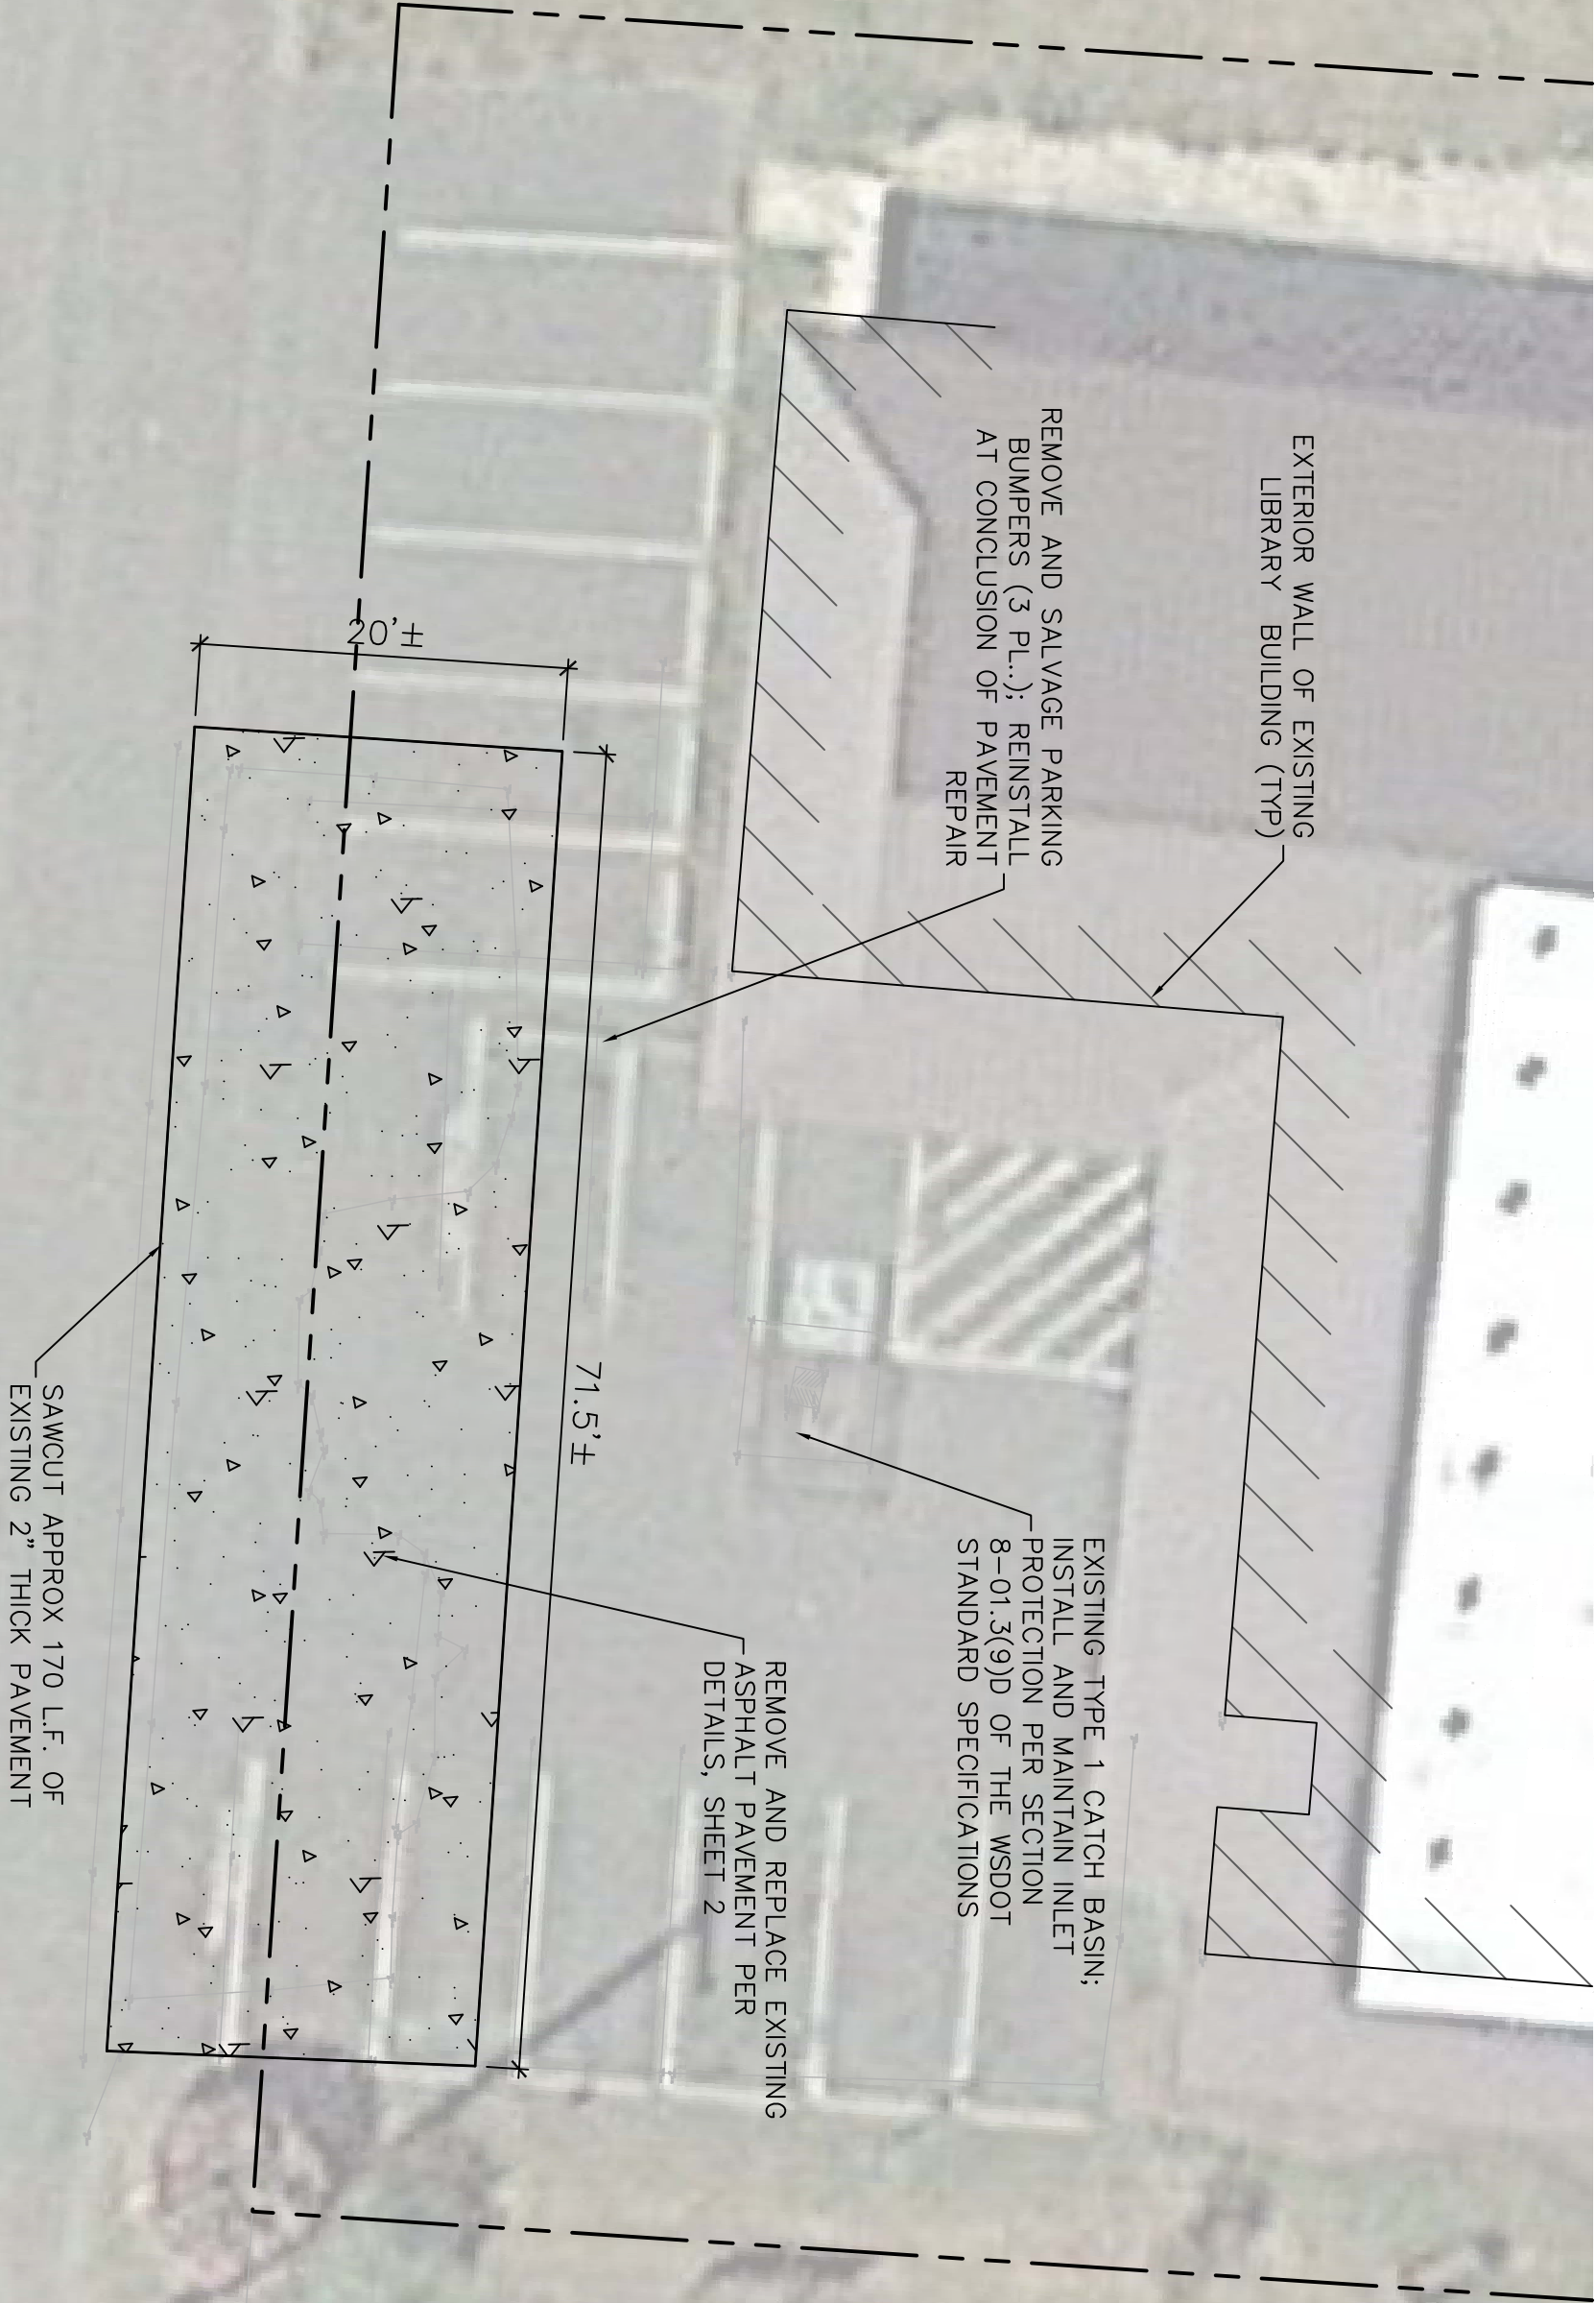 EXTERIOR WALL OF EXISTING
LIBRARY BUILDING (TYP)
REMOVE AND SALVAGE PARKING
BUMPERS (3 PL..); REINSTALL
AT CONCLUSION OF PAVEMENT
REPAIR
20'±
71.5'±
EXISTING TYPE 1 CATCH BASIN;
INSTALL AND MAINTAIN INLET
PROTECTION PER SECTION
8-01.3(9)D OF THE WSDOT
STANDARD SPECIFICATIONS
REMOVE AND REPLACE EXISTING
ASPHALT PAVEMENT PER
DETAILS, SHEET 2
SAWCUT APPROX 170 L.F. OF
EXISTING 2" THICK PAVEMENT